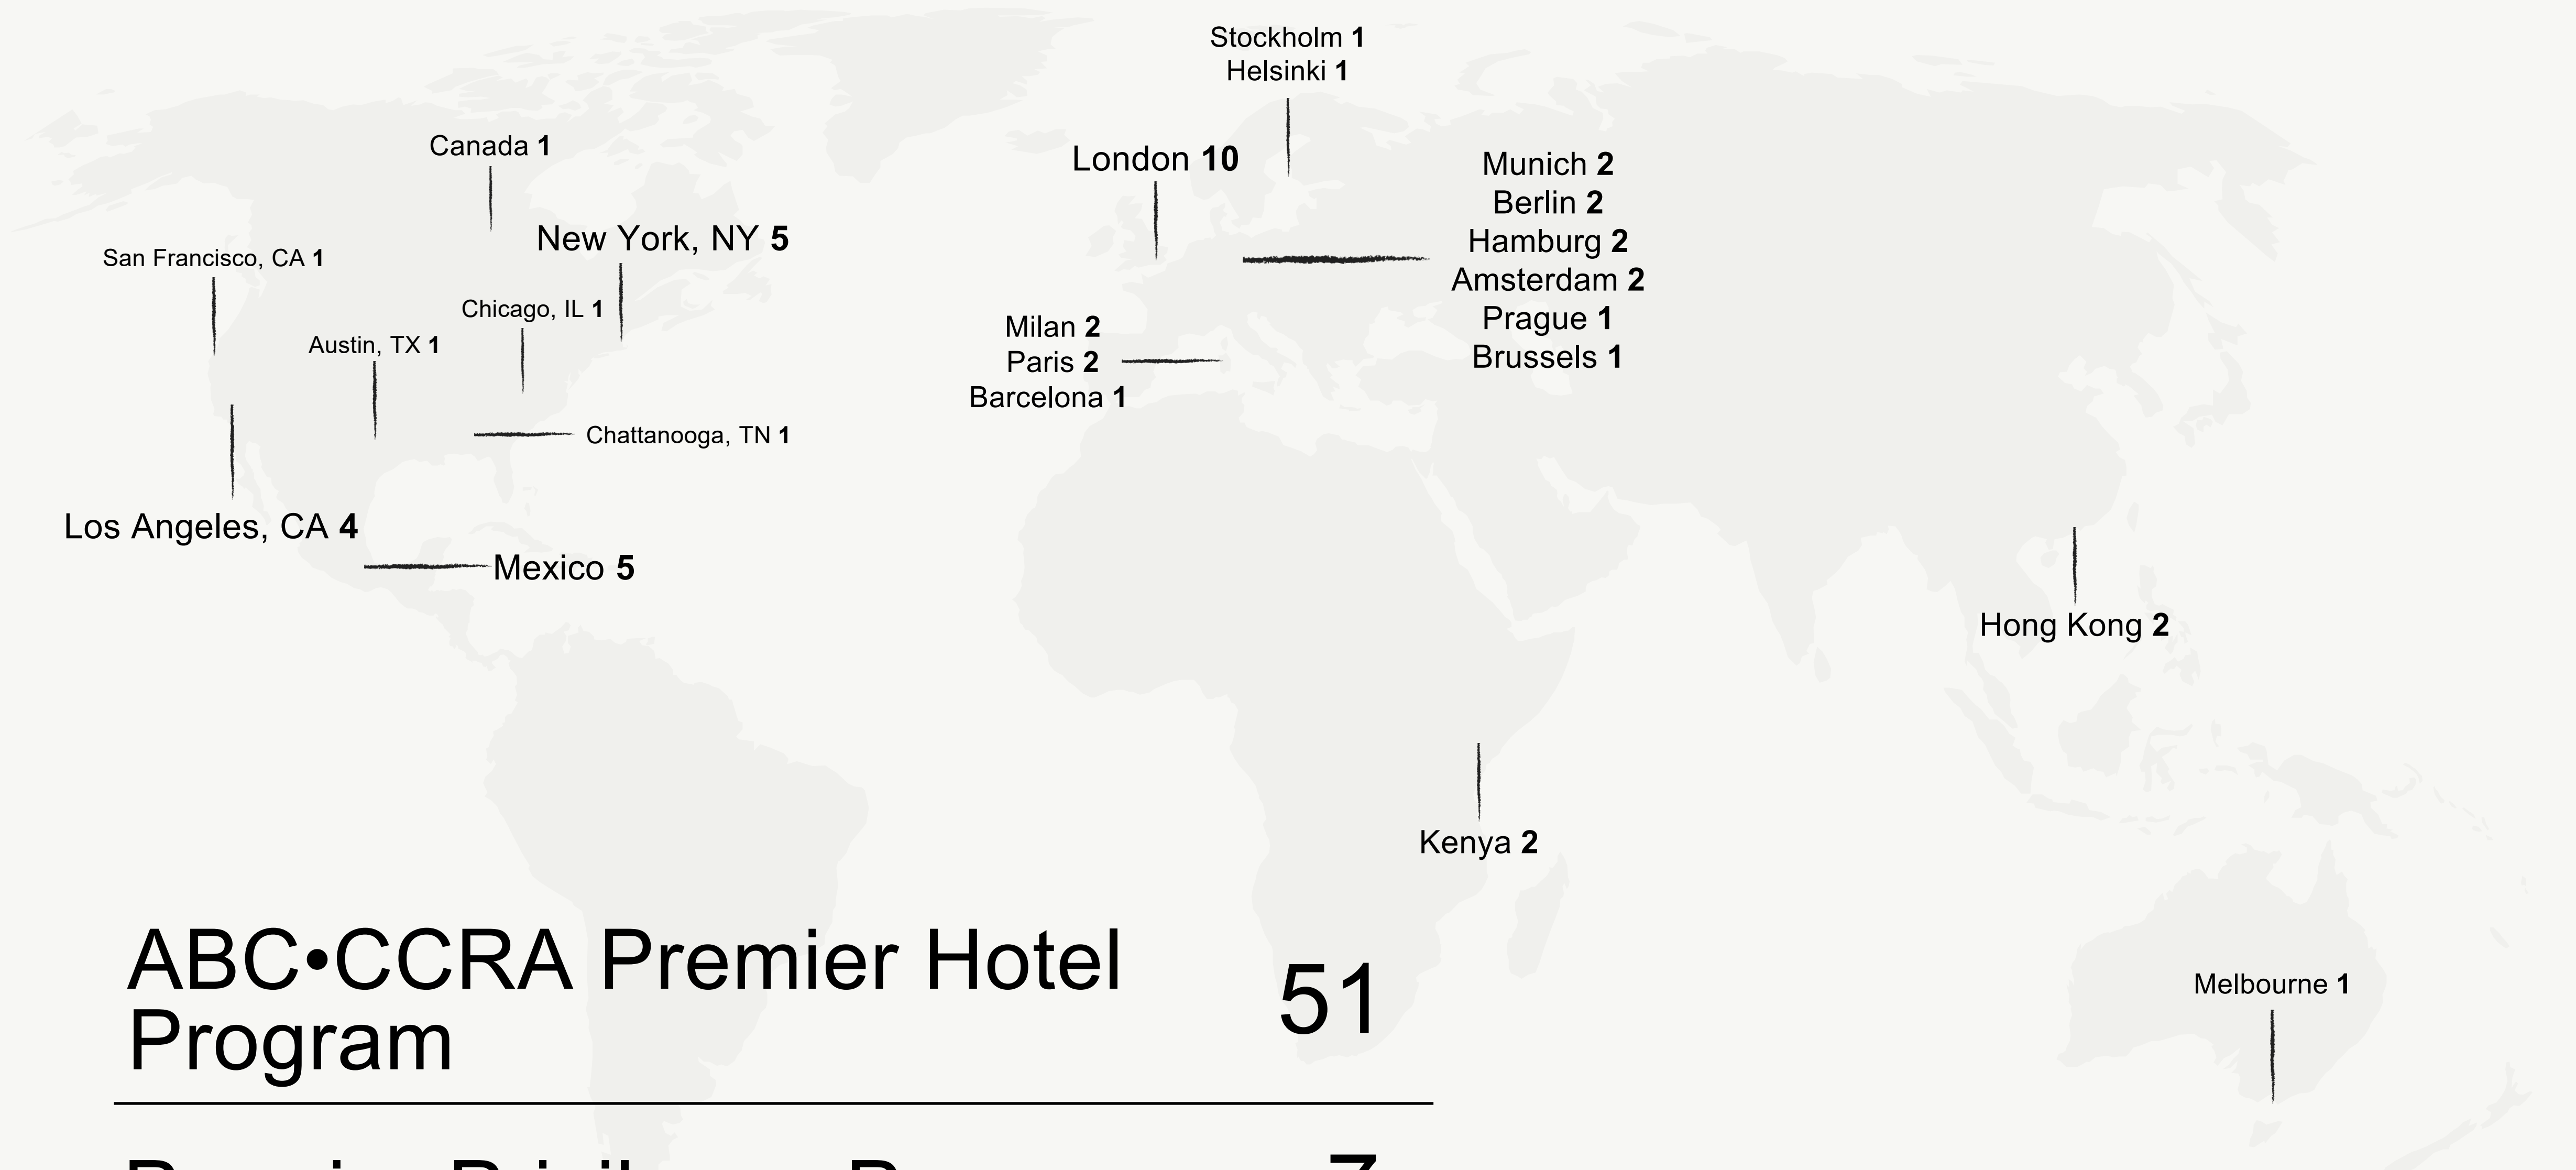 Stockholm 1
Helsinki 1
Canada 1
London 10
Munich 2
Berlin 2
Hamburg 2
Amsterdam 2
Prague 1
Brussels 1
New York, NY 5
San Francisco, CA 1
Chicago, IL 1
Austin, TX 1
Milan 2
Paris 2
Barcelona 1
Chattanooga, TN 1
Los Angeles, CA 4
Mexico 5
Hong Kong 2
Kenya 2
Melbourne 1
ABC•CCRA Premier Hotel
Program
51